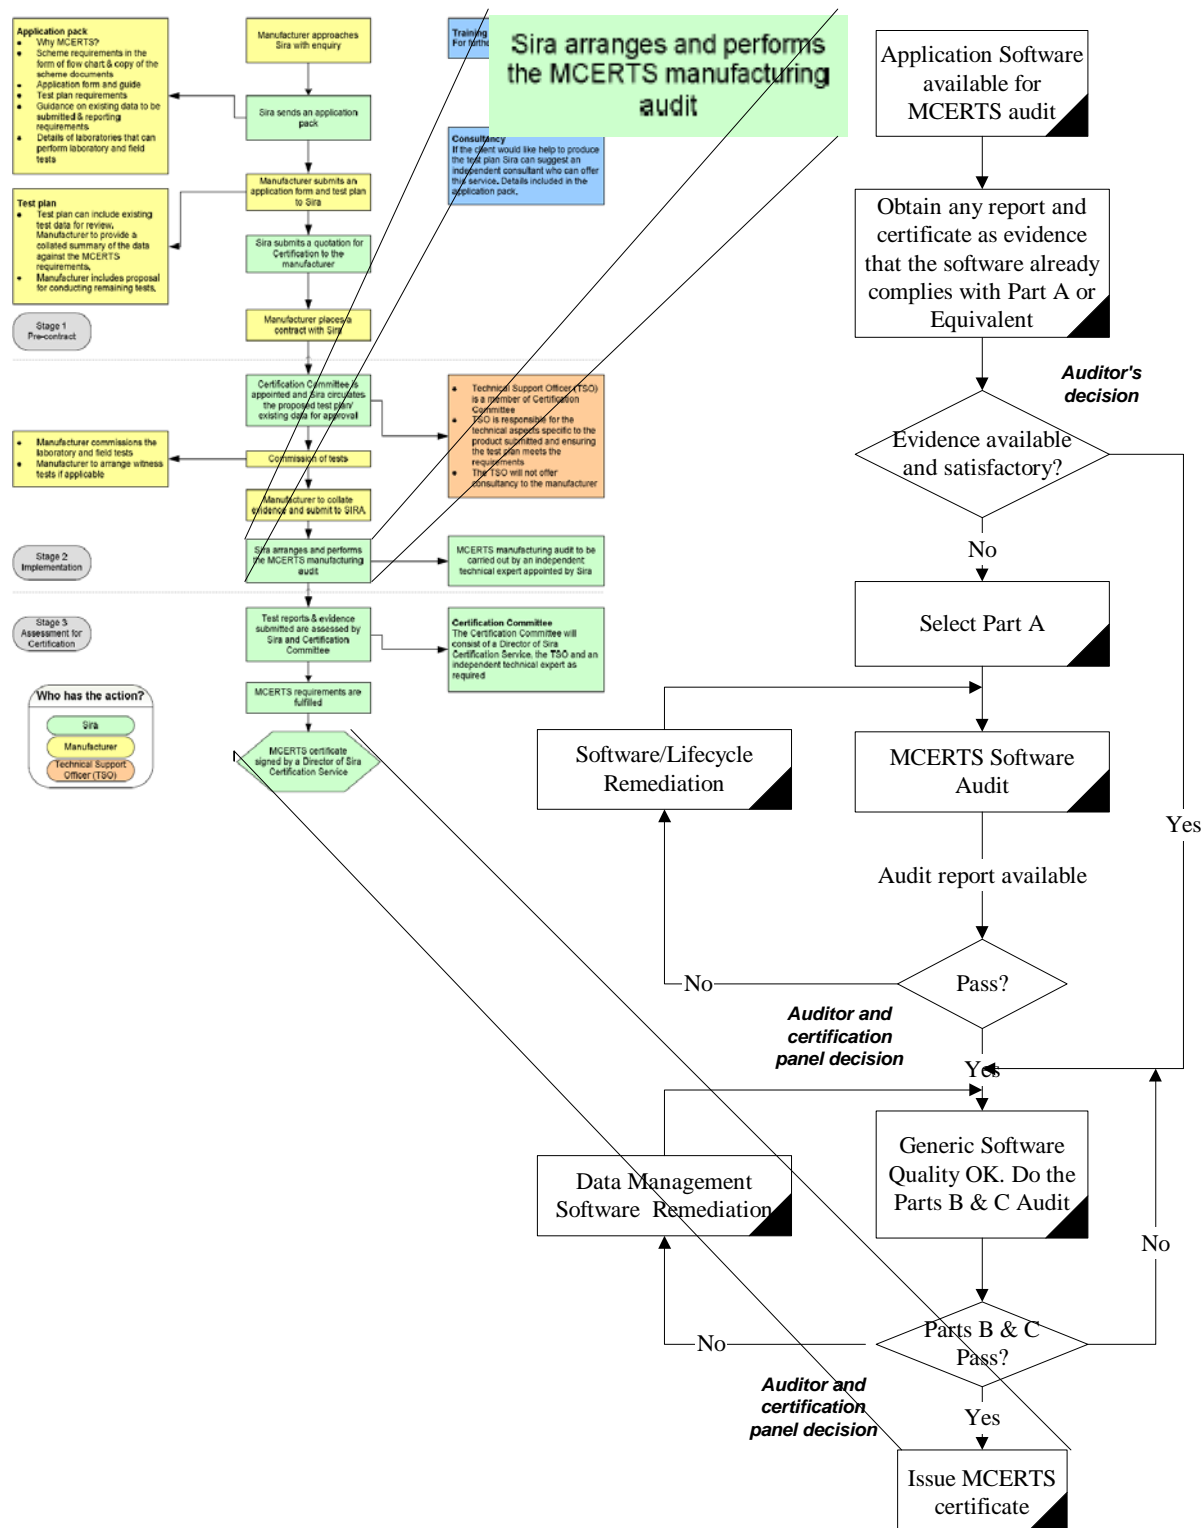 Application pack
Why MCERTS?
Scheme requirements in the
form of flow chart & copy of the
scheme documents
Application form and guide
Test plan requirements
Guidance on existing data to be
submitted & reporting
requirements
Details of laboratories that can
perform laboratory and field
tests
Test plan
Test plan can include existing
test data for review.
Manufacturer to provide a
collated summary of the data
against the MCERTS
requirements.
Manufacturer includes proposal
for conducting remaining tests.
Stage 1
Pre-contract
Manufacturer approaches
Sira with enquiry
Sira sends an application
pack
Manufacturer submits an
application form and test plan
to Sira
Sira submits a quotation for
Certification to the
manufacturer
Manufacturer places a
contract with Sira
Training
For
Sira arranges and performs
the MCERTS manufacturing
audit
Consultancy
If the client would like help to produce
the test plan Sira can suggest an
independent consultant who can offer
this service. Details included in the
application pack.
Certification Committee is
appointed and Sira circulates
the proposed test plan/
existing data for approval
Technical Support Officer (TSO)
is a member of Certification
Committee
TSO is responsible for the
technical aspects specific to the
product submitted and ensuring
the test plan meets the
requirements
The TSO will not offer
consultancy to the manufacturer
Manufacturer commissions the
laboratory and field tests
Manufacturer to arrange witness
tests if applicable
Commission of tests
Manufacturer to collate
evidence and submit to SIRA
Stage 2
Implementation
Sira arranges and performs
the MCERTS manufacturing
audit
MCERTS manufacturing audit to be
carried out by an independent
technical expert appointed by Sira
Stage 3
Assessment for
Certification
Test reports & evidence
submitted are assessed by
Sira and Certification
Committee
Certification Committee
The Certification Committee will
consist of a Director of Sira
Certification Service, the TSO and an
independent technical expert as
required
MCERTS requirements are
fulfilled
MCERTS certificate
signed by a Director of Sira
Certification Service
Who has the action?
Sira
Manufacturer
Technical Support
Officer (TSO)
Application Software
available for
MCERTS audit
Obtain any report and
certificate as evidence
that the software already
complies with Part A or
Equivalent
Auditor's
decision
Evidence available
and satisfactory?
No
Yes
Select Part A
Software/Lifecycle
Remediation
MCERTS Software
Audit
Audit report available
Pass?
No
Auditor and
certification
panel decision
Yes
Generic Software
Quality OK. Do the
Parts B & C Audit
Data Management
Software Remediation
No
Parts B & C
Pass?
No
Auditor and
certification
panel decision
Yes
Issue MCERTS
certificate